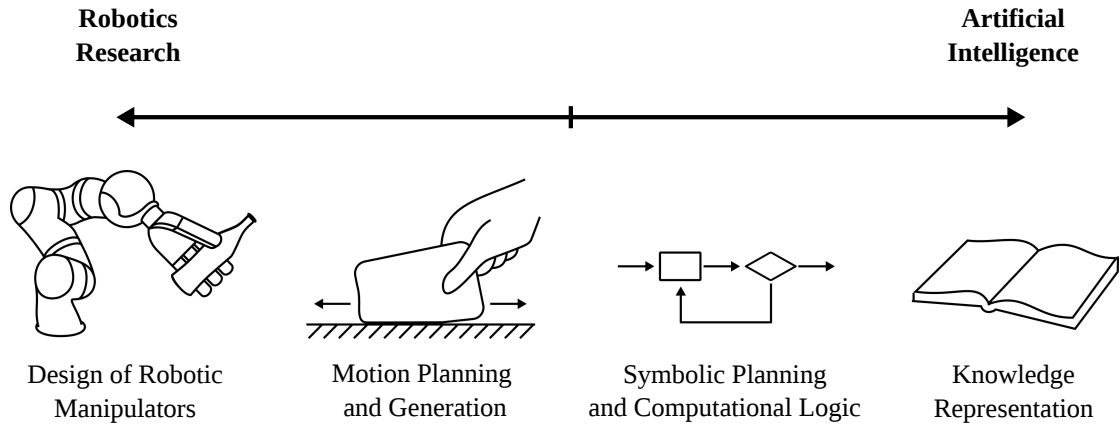 Robotics
Research
Artificial
Intelligence
Design of Robotic
Manipulators
Motion Planning
and Generation
Symbolic Planning
and Computational Logic
Knowledge
Representation